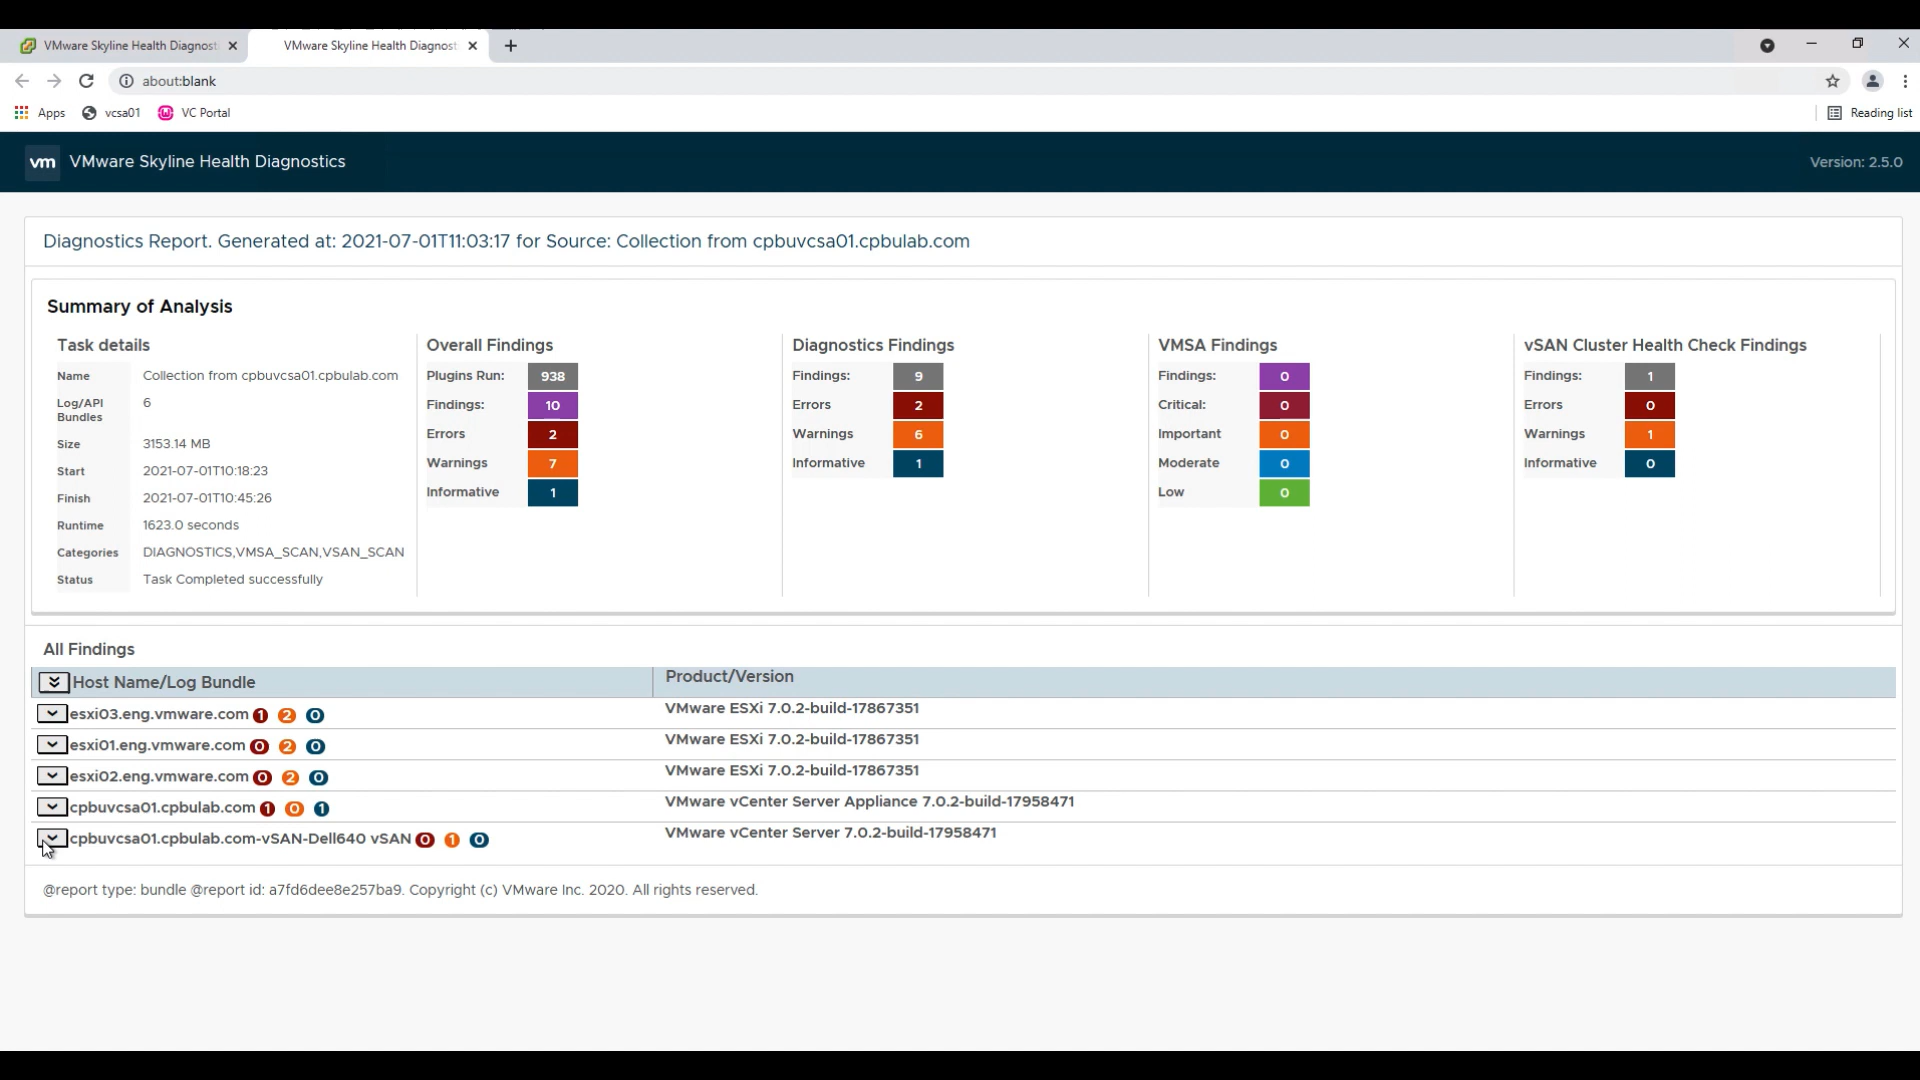 VMware Skyline Health Diagnost
VMware Skyline Health Diagnost
about:blank
Apps
vcsa01
VC Portal
Reading list
vm
VMware Skyline Health Diagnostics
Version: 2.5.0
Diagnostics Report. Generated at: 2021-07-01T11:03:17 for Source: Collection from cpbuvcsa01.cpbulab.com
Summary of Analysis
Task details
Name Collection from cpbuvcsa01.cpbulab.com
Log/API
Bundles 6
Size 3153.14 MB
Start 2021-07-01T10:18:23
Finish 2021-07-01T10:45:26
Runtime 1623.0 seconds
Categories DIAGNOSTICS,VMSA_SCAN,VSAN_SCAN
Status Task Completed successfully
Overall Findings
Plugins Run: 938
Findings: 10
Errors 2
Warnings 7
Informative 1
Diagnostics Findings
Findings: 9
Errors 2
Warnings 6
Informative 1
VMSA Findings
Findings: 0
Critical: 0
Important 0
Moderate 0
Low 0
vSAN Cluster Health Check Findings
Findings: 1
Errors 0
Warnings 1
Informative 0
All Findings
Host Name/Log Bundle Product/Version
esxi03.eng.vmware.com 1 2 0 VMware ESXi 7.0.2-build-17867351
esxi01.eng.vmware.com 0 2 0 VMware ESXi 7.0.2-build-17867351
esxi02.eng.vmware.com 0 2 0 VMware ESXi 7.0.2-build-17867351
cpbuvcsa01.cpbulab.com 1 0 1 VMware vCenter Server Appliance 7.0.2-build-17958471
cpbuvcsa01.cpbulab.com-vSAN-Dell640 vSAN 0 1 0 VMware vCenter Server 7.0.2-build-17958471
@report type: bundle @report id: a7fd6dee8e257ba9. Copyright (c) VMware Inc. 2020. All rights reserved.